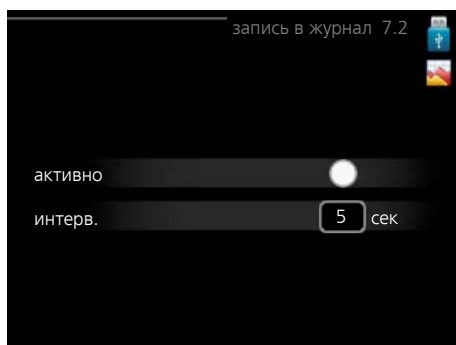 запись в журнал 7.2
активно
интерв. 5 сек